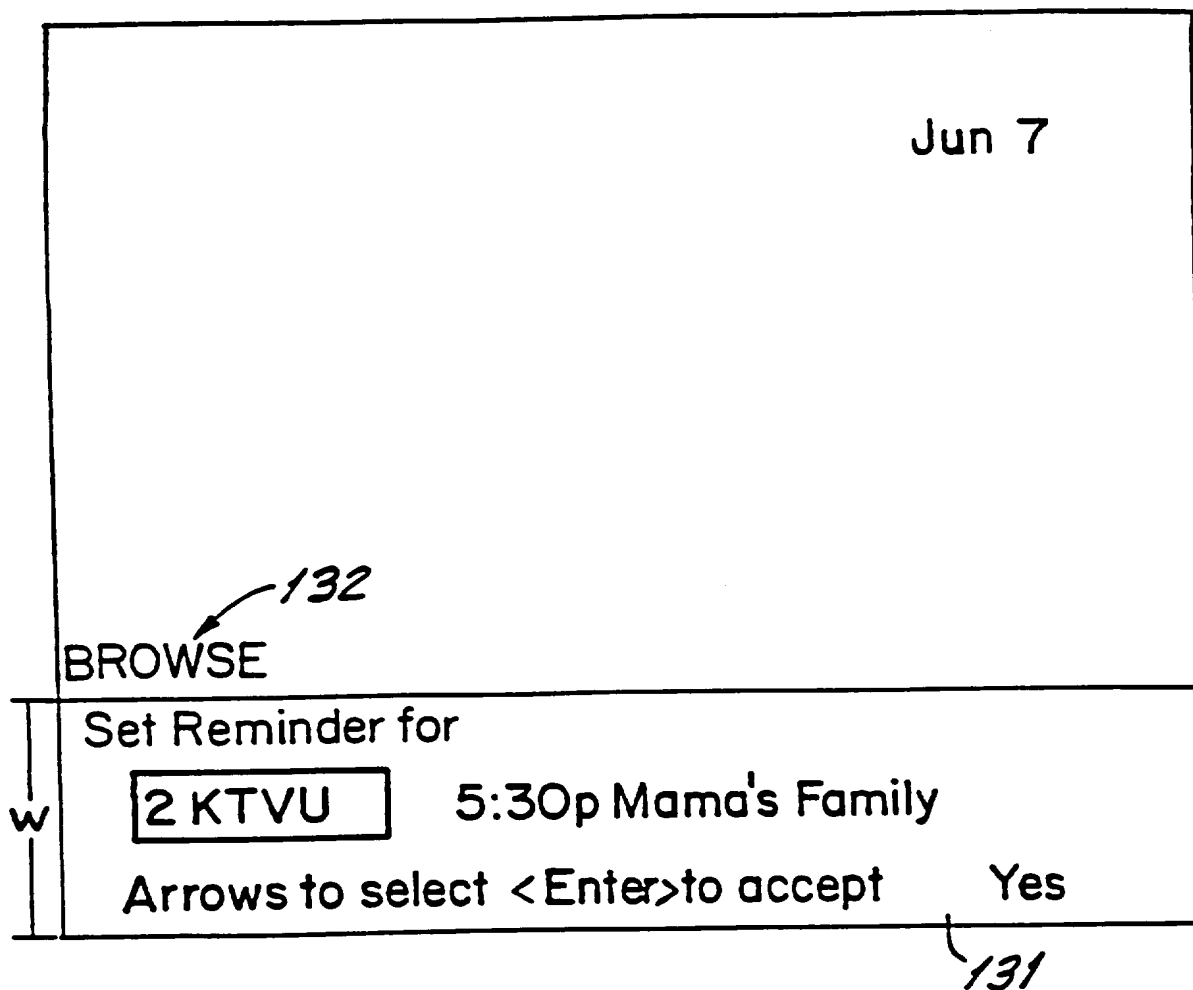 Jun 7
132
BROWSE
Set Reminder for
2 KTVU 5:30p Mama's Family
W
Arrows to select <Enter> to accept Yes
131